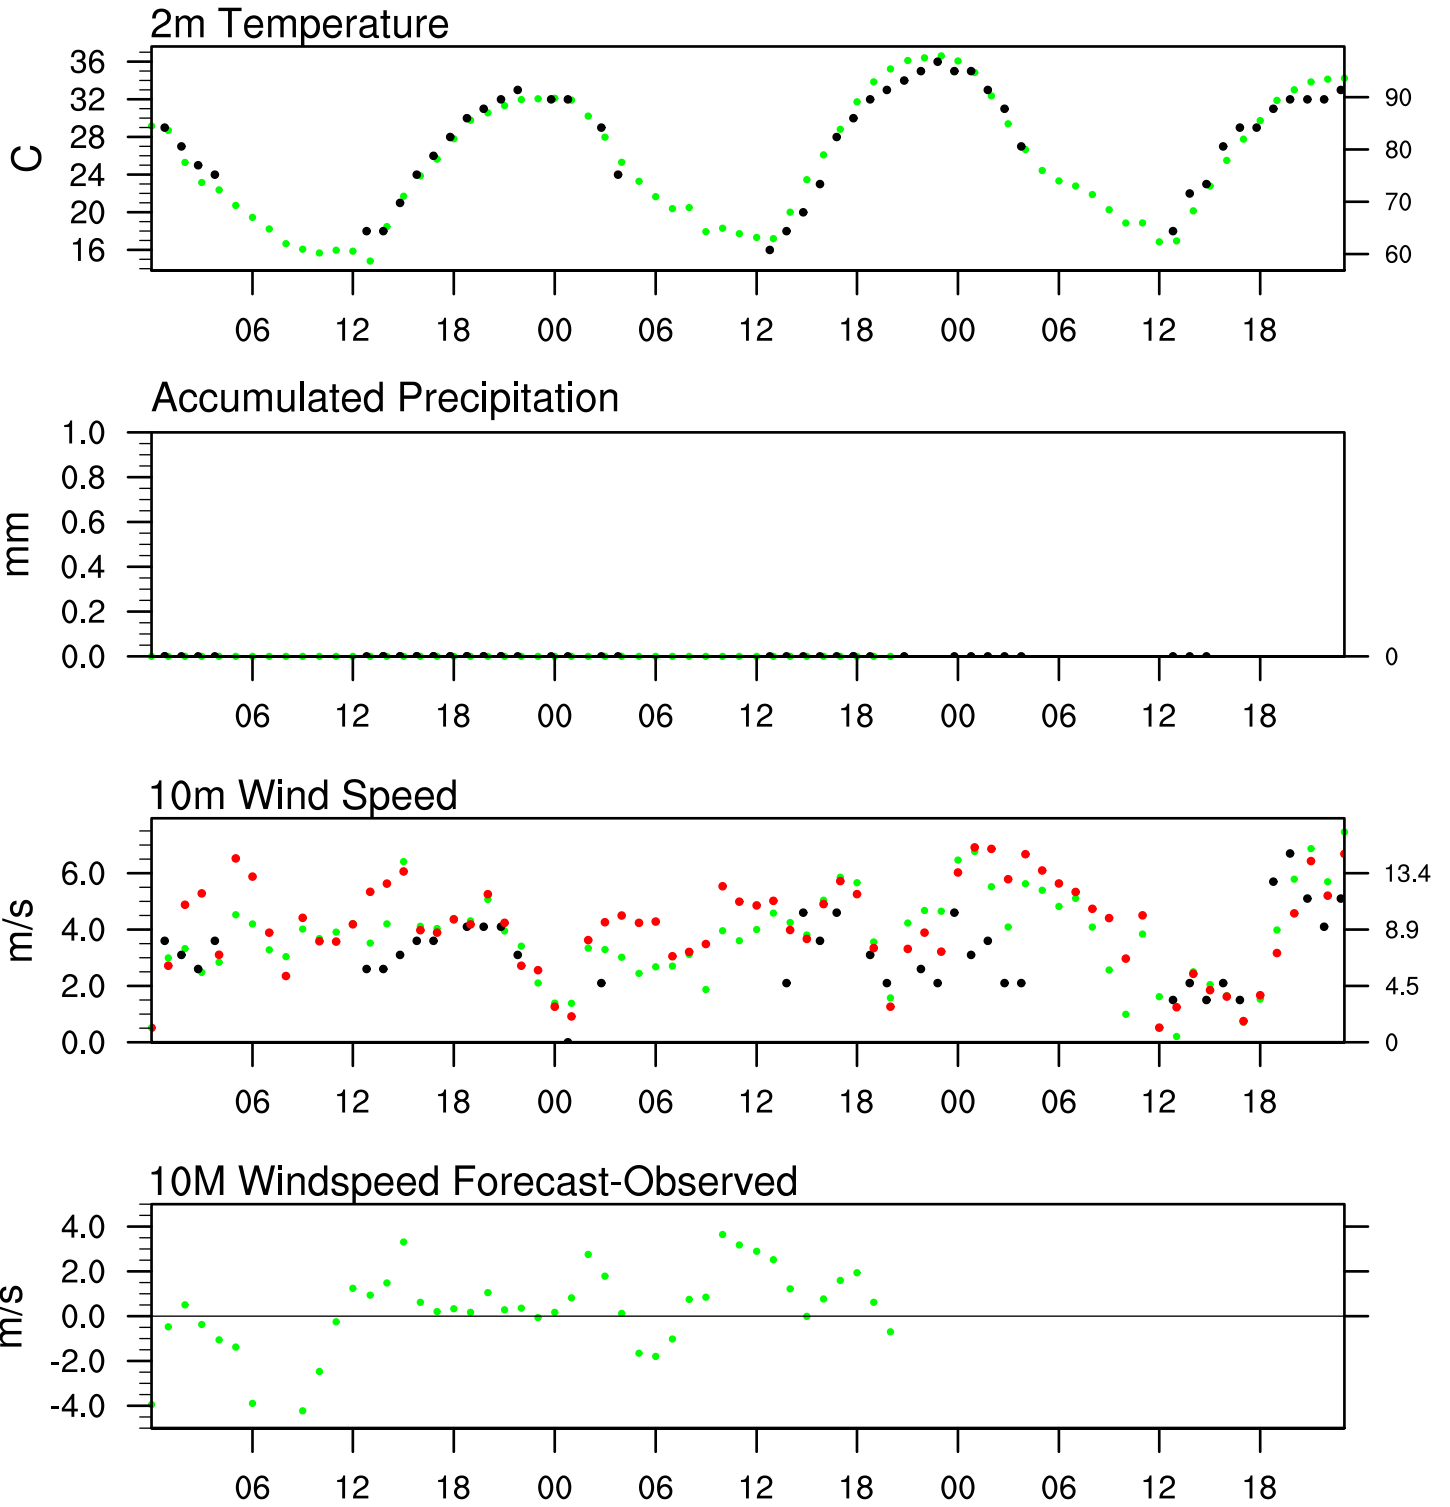 2m Temperature
36
32
28
24
20
16
C
90
80
70
60
06 12 18 00 06 12 18 00 06 12 18
Accumulated Precipitation
1.0
0.8
0.6
0.4
0.2
0.0
mm
0
06 12 18 00 06 12 18 00 06 12 18
10m Wind Speed
6.0
4.0
2.0
0.0
m/s
13.4
8.9
4.5
0
06 12 18 00 06 12 18 00 06 12 18
10M Windspeed Forecast-Observed
4.0
2.0
0.0
-2.0
-4.0
m/s
06 12 18 00 06 12 18 00 06 12 18